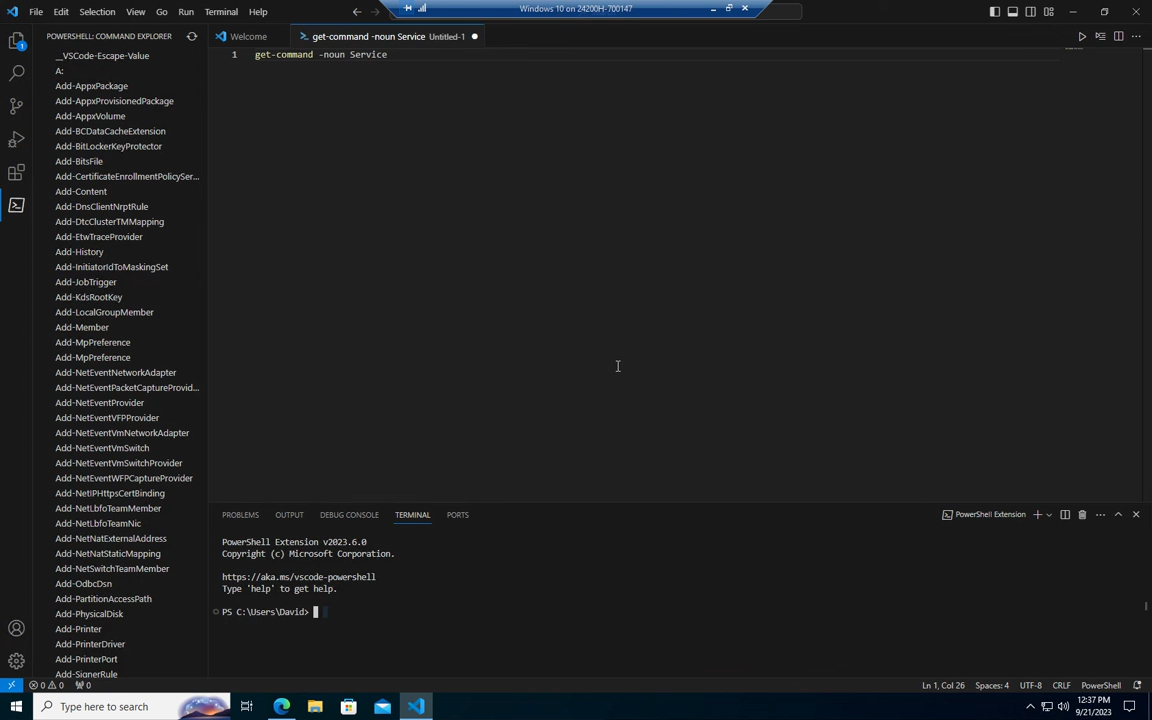 Windows 10 on 24200H-700147
File Edit Selection View Go Run Terminal Help
POWERSHELL: COMMAND EXPLORER
Welcome
get-command -noun Service Untitled-1
1 get-command -noun Service
__VSCode-Escape-Value
A:
Add-AppxPackage
Add-AppxProvisionedPackage
Add-AppxVolume
Add-BCDataCacheExtension
Add-BitLockerKeyProtector
Add-BitsFile
Add-CertificateEnrollmentPolicySer...
Add-Content
Add-DnsClientNrptRule
Add-DtcClusterTMMapping
Add-EtwTraceProvider
Add-History
Add-InitiatorIdToMaskingSet
Add-JobTrigger
Add-KdsRootKey
Add-LocalGroupMember
Add-Member
Add-MpPreference
Add-MpPreference
Add-NetEventNetworkAdapter
Add-NetEventPacketCaptureProvid...
Add-NetEventProvider
Add-NetEventVFPProvider
Add-NetEventVmNetworkAdapter
Add-NetEventVmSwitch
Add-NetEventVmSwitchProvider
Add-NetEventWFPCaptureProvider
Add-NetIPHttpsCertBinding
Add-NetLbfoTeamMember
Add-NetLbfoTeamNic
Add-NetNatExternalAddress
Add-NetNatStaticMapping
Add-NetSwitchTeamMember
Add-OdbcDsn
Add-PartitionAccessPath
Add-PhysicalDisk
Add-Printer
Add-PrinterDriver
Add-PrinterPort
Add-SignerRule
PROBLEMS OUTPUT DEBUG CONSOLE TERMINAL PORTS
PowerShell Extension
PowerShell Extension v2023.6.0
Copyright (c) Microsoft Corporation.
https://aka.ms/vscode-powershell
Type 'help' to get help.
PS C:\Users\David>
0 0 0
Ln 1, Col 26 Spaces: 4 UTF-8 CRLF PowerShell
Type here to search
12:37 PM
9/21/2023